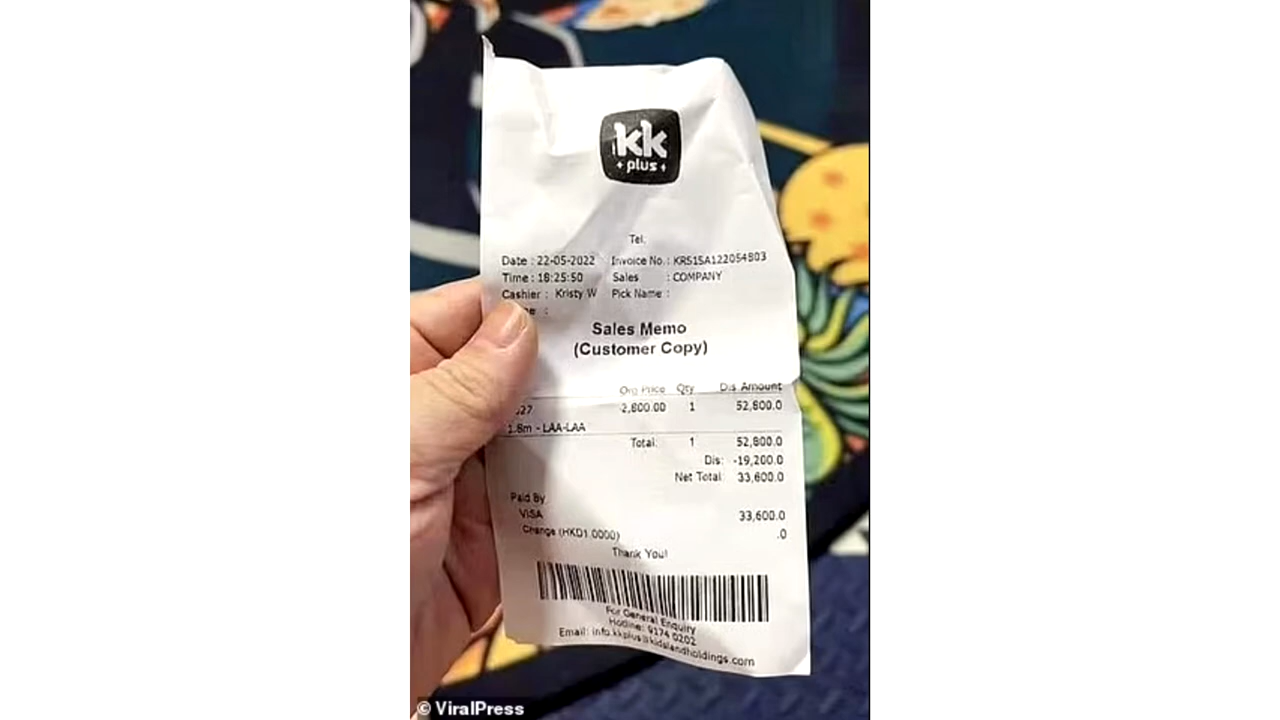 kk
plus
Tel:
Date : 22-05-2022 Invoice No. : KR51SA122054803
Time : 18:25:50 Sales : COMPANY
Cashier : Kristy W Pick Name :
Sales Memo
(Customer Copy)
Org Price Qty Dis Amount
27 2,800.00 1 52,800.0
1.8m - LAA-LAA
Total: 1 52,800.0
Dis: -19,200.0
Net Total: 33,600.0
Paid By
VISA 33,600.0
Change (HKD1.0000) .0
Thank You!
For General Enquiry
Hotline: 9174 0202
Email: info.kkplus@kidslandholdings.com
© ViralPress